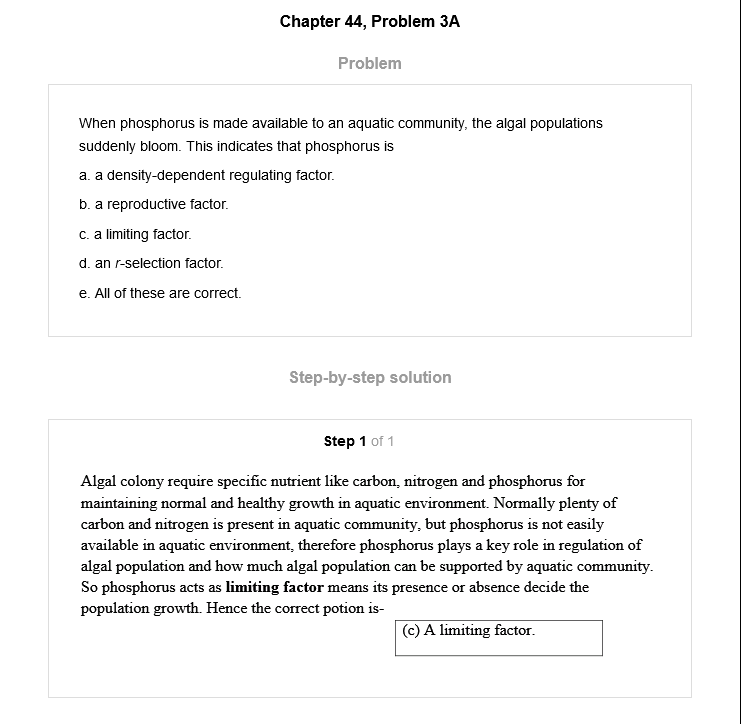 Chapter 44, Problem 3A
Problem
When phosphorus is made available to an aquatic community, the algal populations
suddenly bloom. This indicates that phosphorus is
a. a density-dependent regulating factor.
b. a reproductive factor.
c. a limiting factor.
d. an r-selection factor.
e. All of these are correct.
Step-by-step solution
Step 1 of 1
Algal colony require specific nutrient like carbon, nitrogen and phosphorus for
maintaining normal and healthy growth in aquatic environment. Normally plenty of
carbon and nitrogen is present in aquatic community, but phosphorus is not easily
available in aquatic environment, therefore phosphorus plays a key role in regulation of
algal population and how much algal population can be supported by aquatic community.
So phosphorus acts as limiting factor means its presence or absence decide the
population growth. Hence the correct potion is-
(c) A limiting factor.